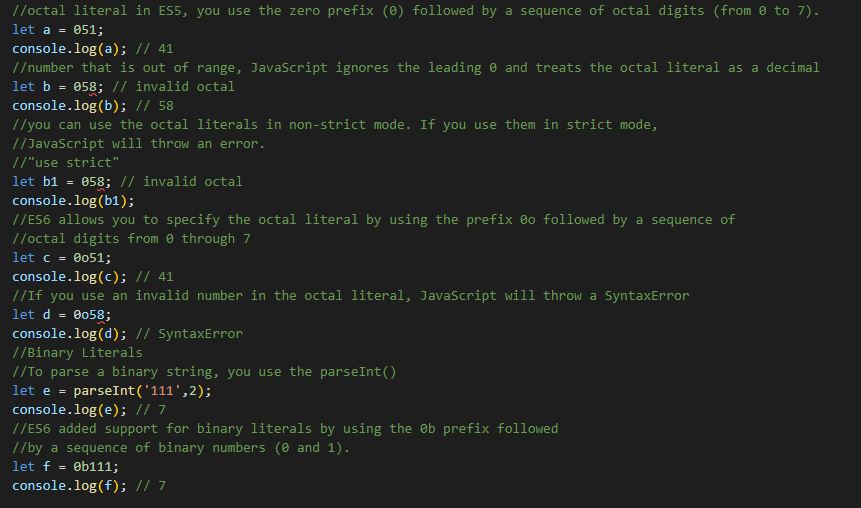 //octal literal in ES5, you use the zero prefix (0) followed by a sequence of octal digits (from 0 to 7).
let a = 051;
console.log(a); // 41
//number that is out of range, JavaScript ignores the leading 0 and treats the octal literal as a decimal
let b = 058; // invalid octal
console.log(b); // 58
//you can use the octal literals in non-strict mode. If you use them in strict mode,
//JavaScript will throw an error.
//"use strict"
let b1 = 058; // invalid octal
console.log(b1);
//ES6 allows you to specify the octal literal by using the prefix 0o followed by a sequence of
//octal digits from 0 through 7
let c = 0o51;
console.log(c); // 41
//If you use an invalid number in the octal literal, JavaScript will throw a SyntaxError
let d = 0o58;
console.log(d); // SyntaxError
//Binary Literals
//To parse a binary string, you use the parseInt()
let e = parseInt('111',2);
console.log(e); // 7
//ES6 added support for binary literals by using the 0b prefix followed
//by a sequence of binary numbers (0 and 1).
let f = 0b111;
console.log(f); // 7